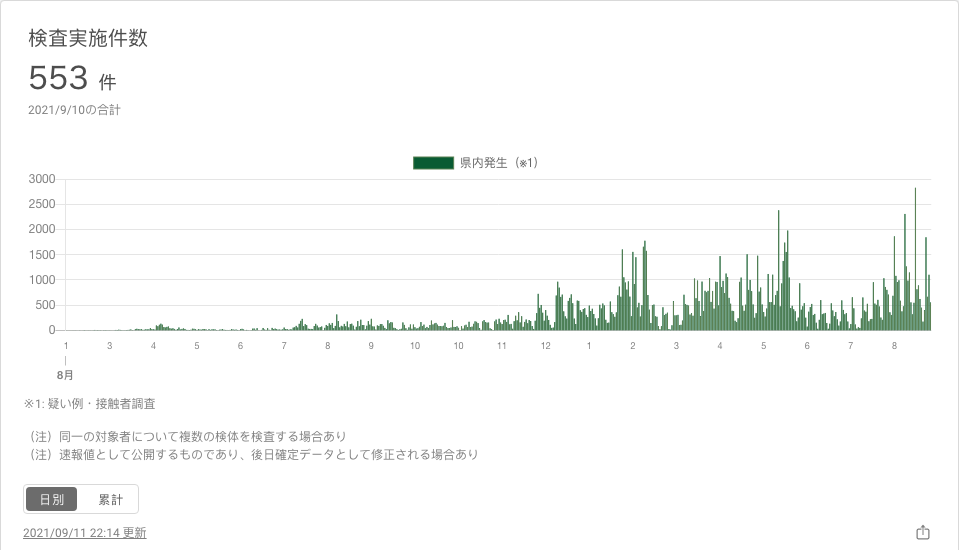 検査実施件数
553 件
2021/9/10の合計
県内発生（※1）
3000
2500
2000
1500
1000
500
0
1 3 4 5 6 7 8 9 10 10 11 12 1 2 3 4 5 6 7 8
8月
※1: 疑い例・接触者調査
（注）同一の対象者について複数の検体を検査する場合あり
（注）速報値として公開するものであり、後日確定データとして修正される場合あり
日別 累計
2021/09/11 22:14 更新